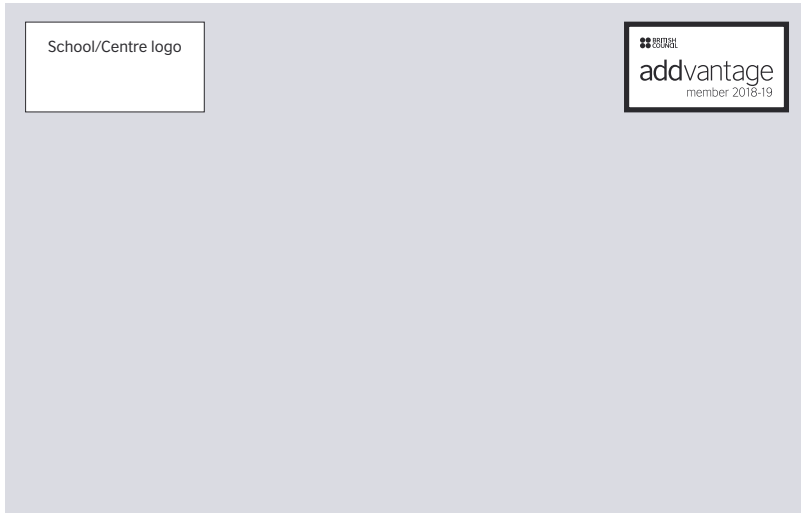 School/Centre logo
BRITISH
COUNCIL
addvantage
member 2018-19